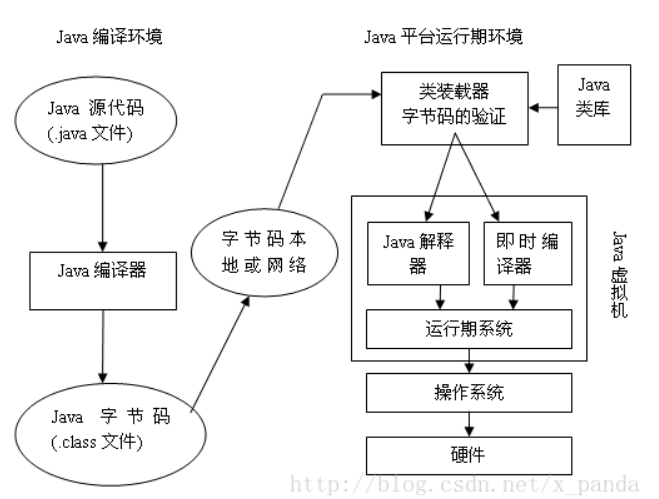 Java 编译环境
Java 平台运行期环境
Java 源代码
(.java 文件)
类装载器
字节码的验证
Java
类库
字节码本
地或网络
Java 编译器
Java解释
器
即时编
译器
Java 虚拟机
运行期系统
Java 字节码
(.class 文件)
操作系统
硬件
http://blog.csdn.net/x_panda